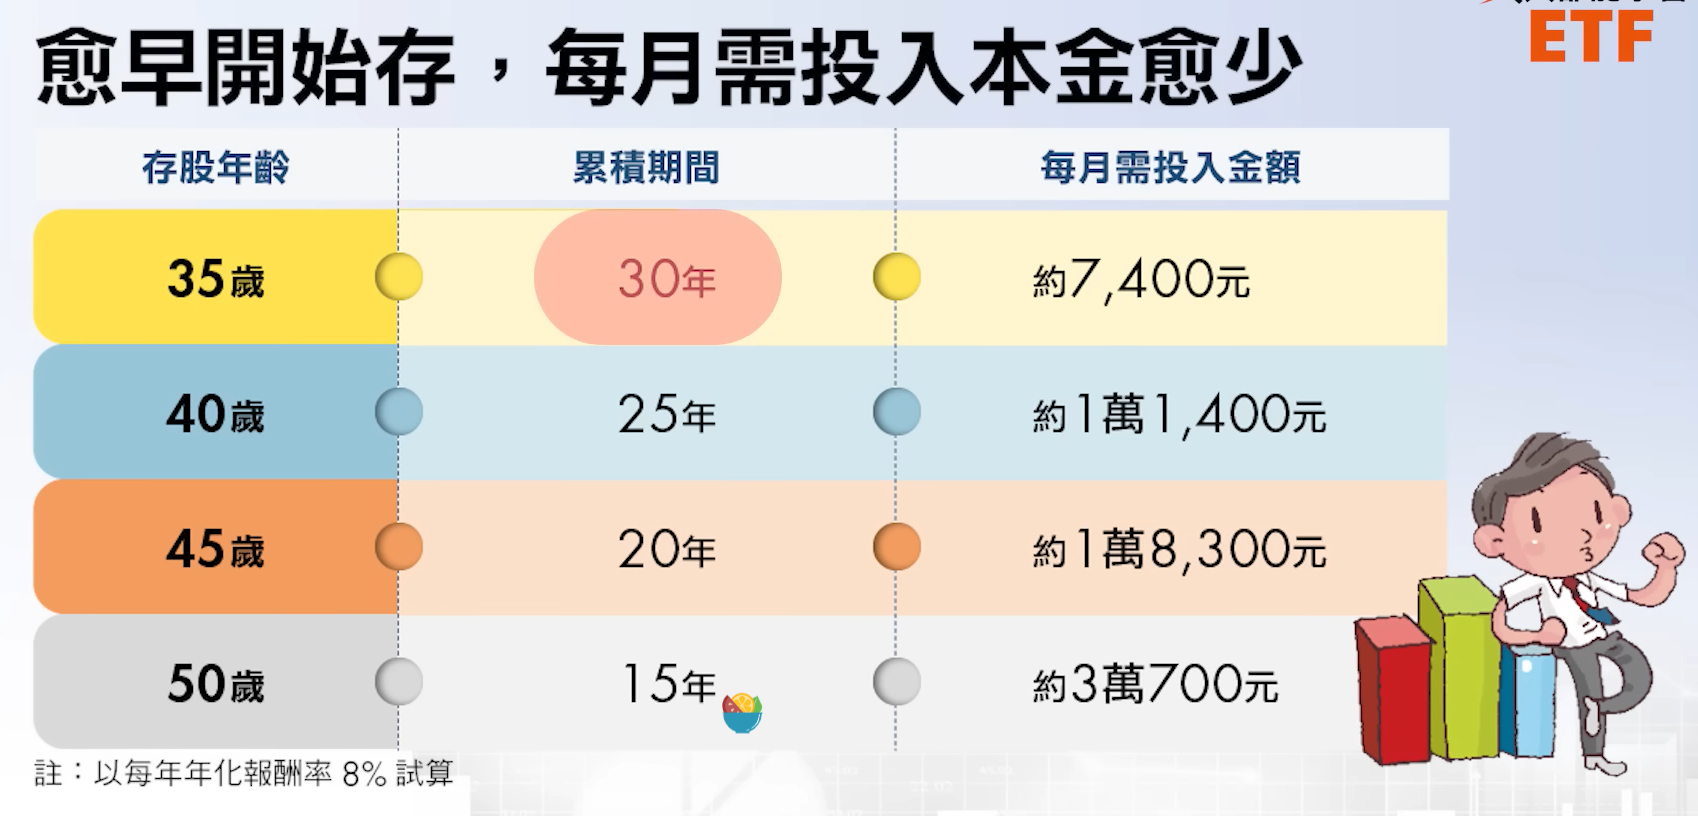 ETF
愈早開始存，每月需投入本金愈少
存股年齡 累積期間 每月需投入金額
35歲 30年 約7,400元
40歲 25年 約1萬1,400元
45歲 20年 約1萬8,300元
50歲 15年 約3萬700元
註：以每年年化報酬率 8% 試算